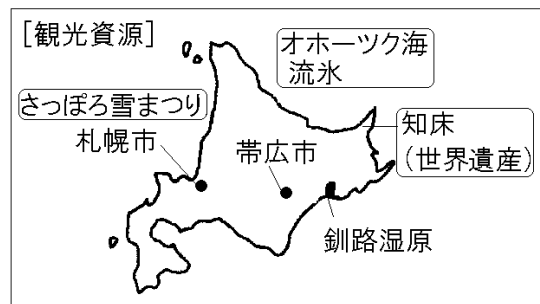 [観光資源]
オホーツク海
流氷
さっぽろ雪まつり
札幌市
帯広市
知床
(世界遺産)
釧路湿原